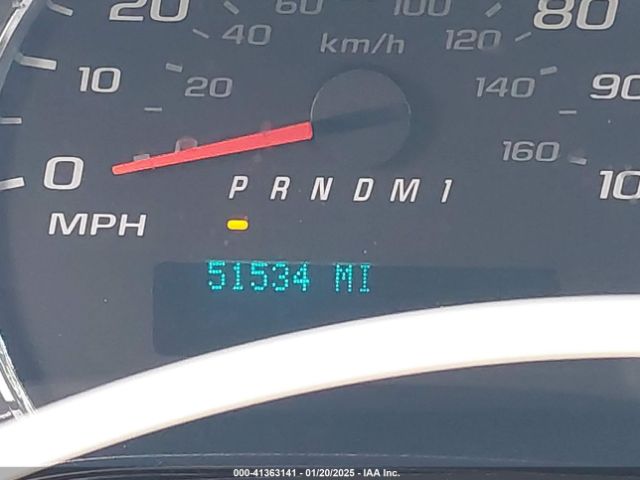 20 60 100 80
40 km/h 120
10 20 140 90
0 0 160 10
P R N D M 1
MPH
51534 MI
000-41363141 - 01/20/2025 - IAA Inc.